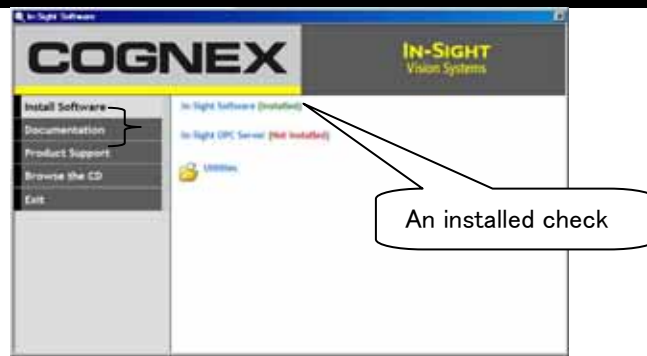 In-Sight Software
COGNEX
IN-SIGHT
Vision Systems
Install Software
Documentation
Product Support
Browse the CD
Exit
In-Sight Software (Installed)
In-Sight OPC Server (Not Installed)
Utilities
An installed check